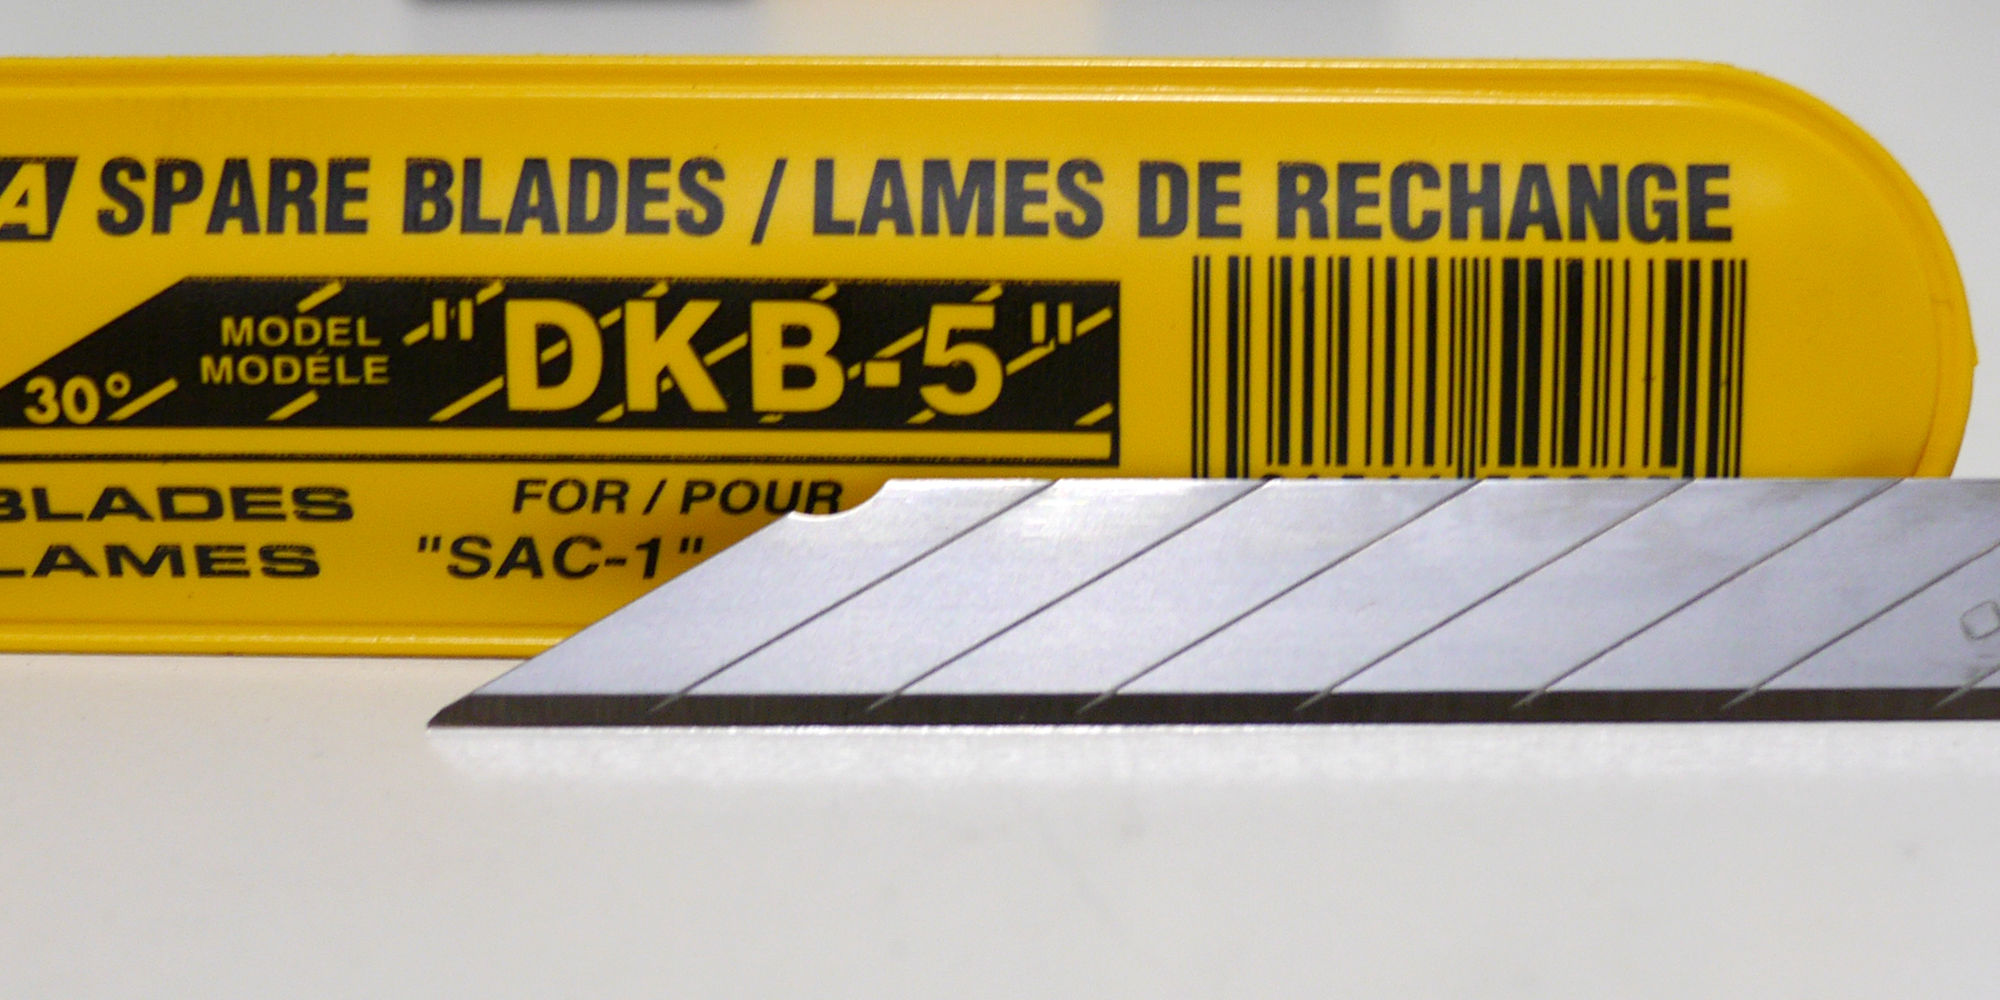 A SPARE BLADES / LAMES DE RECHANGE
MODEL
MODÉLE
"DKB-5"
30°
BLADES
LAMES
FOR / POUR
"SAC-1"